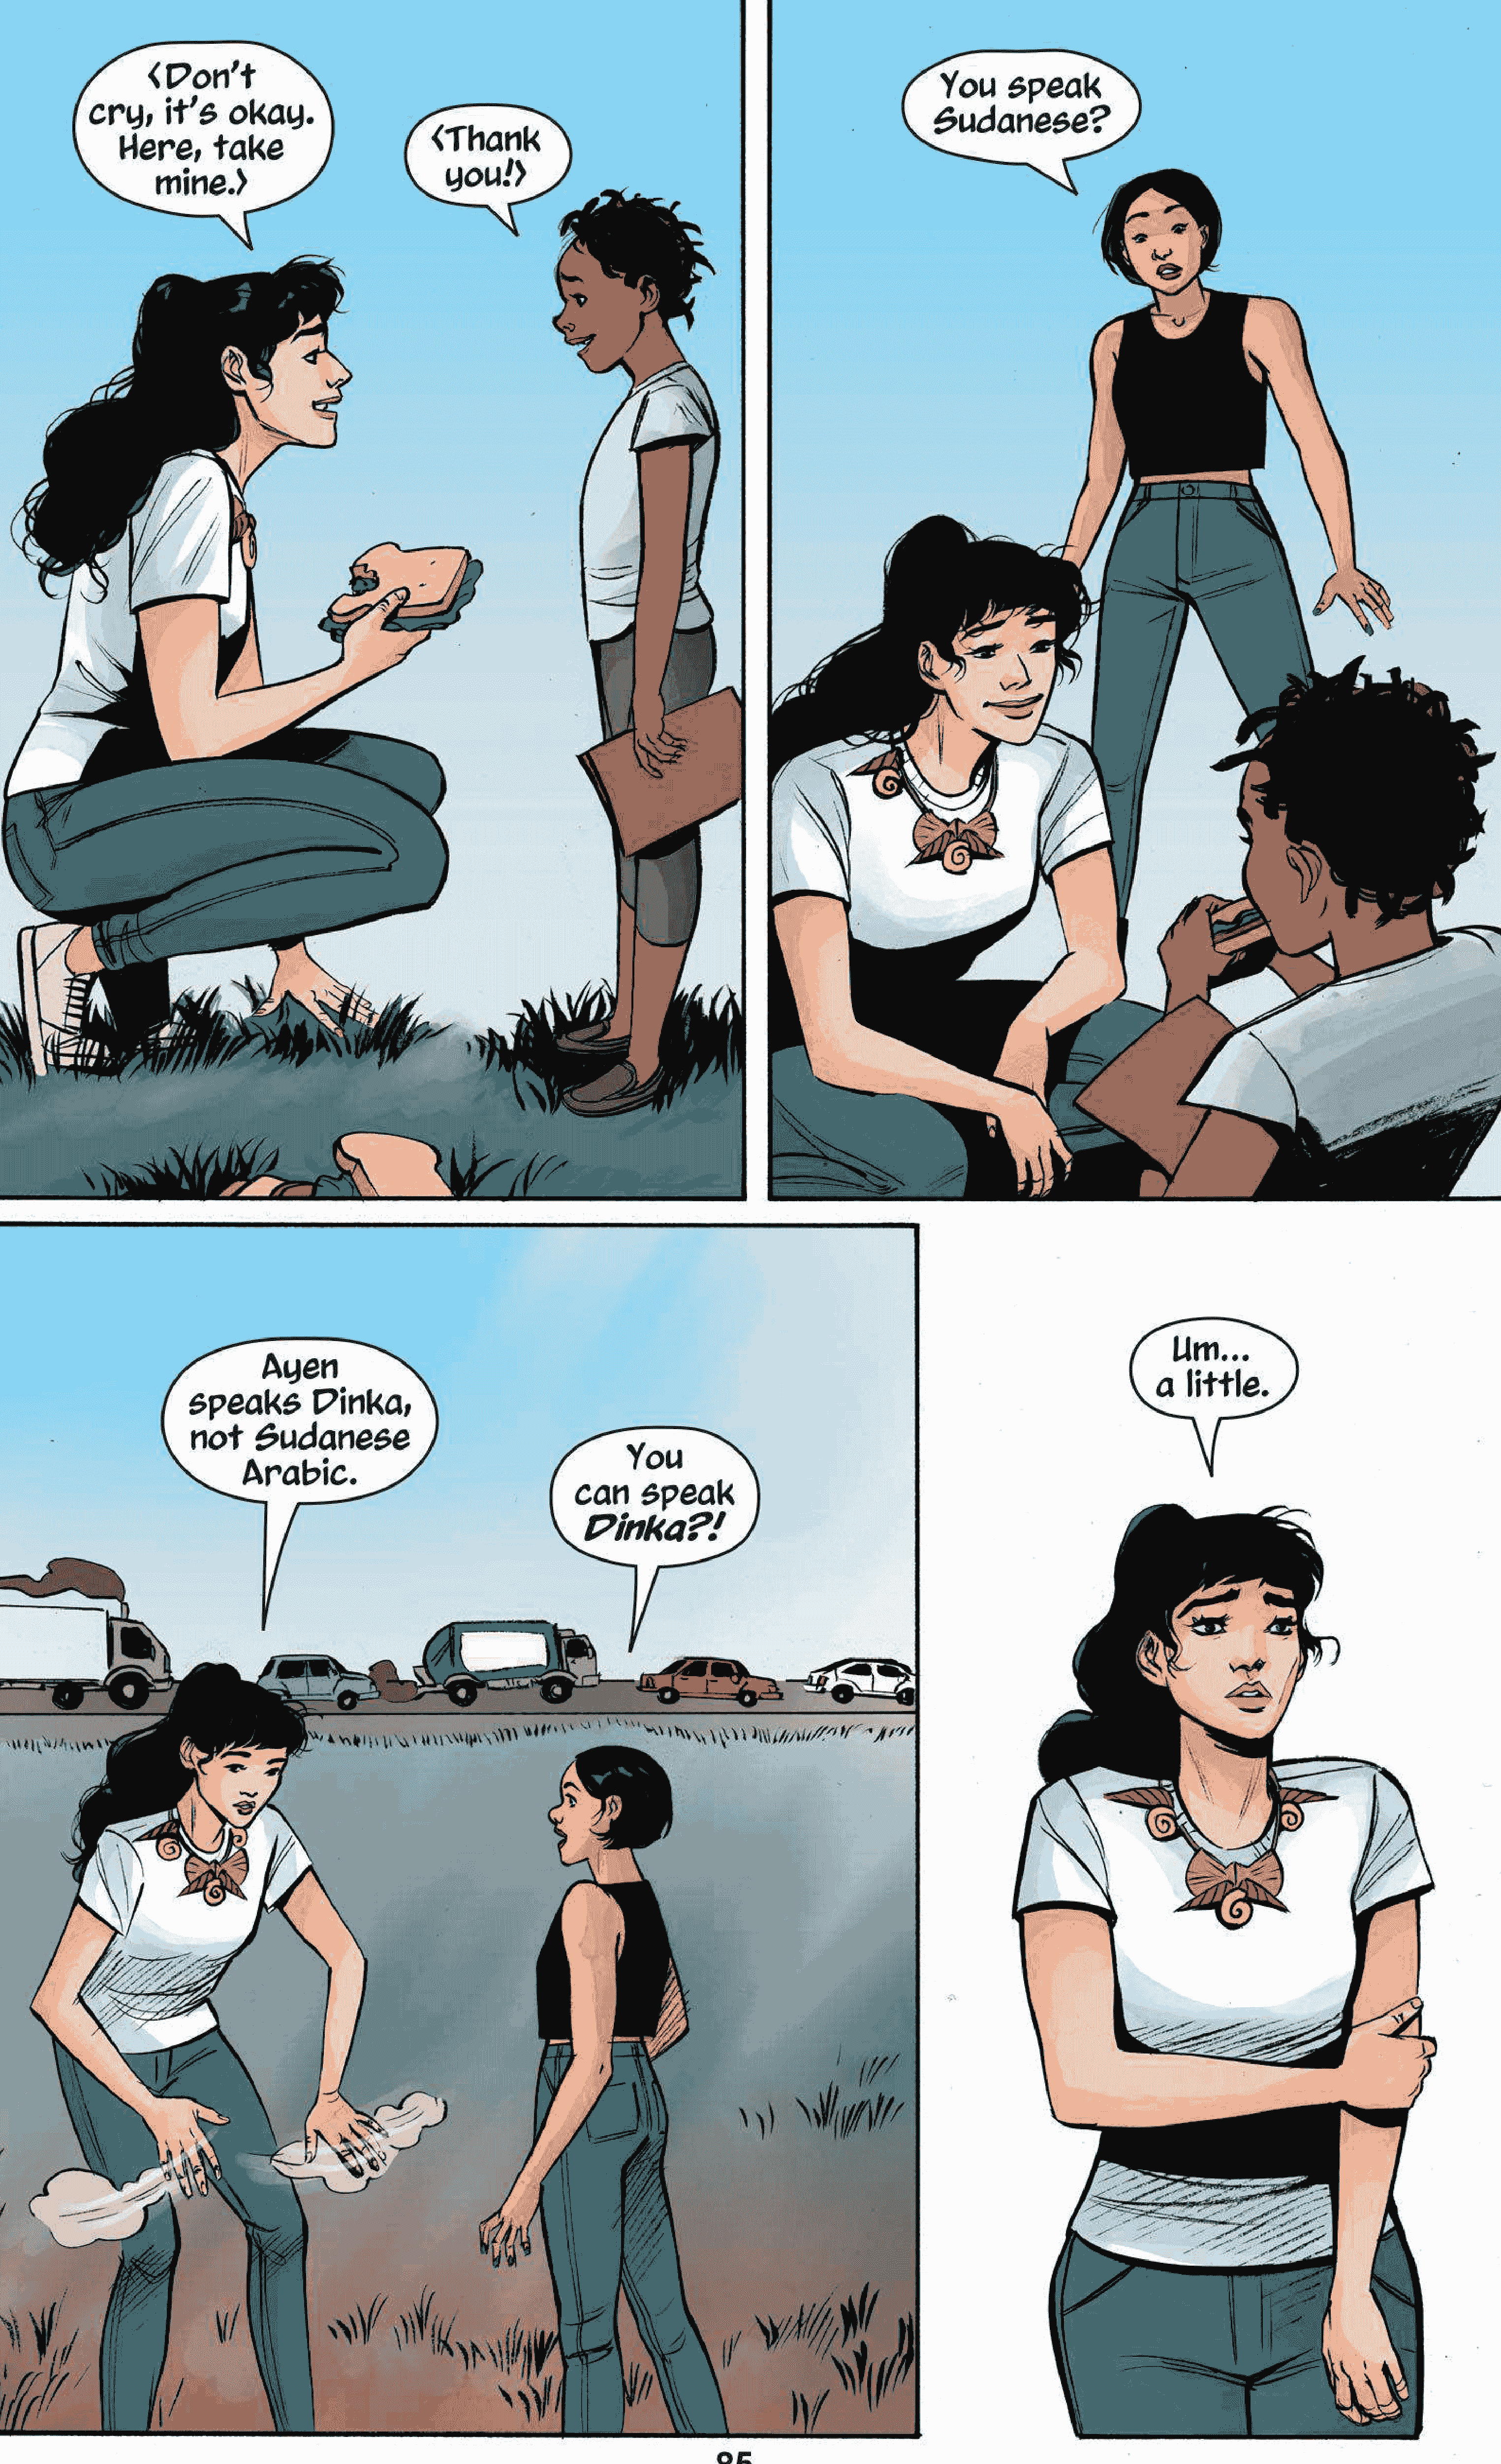 <Don't
cry, it's okay.
Here, take
mine.>
<Thank
you!>
You speak
Sudanese?
Ayen
speaks Dinka,
not Sudanese
Arabic.
You
can speak
Dinka?!
Um...
a little.
85